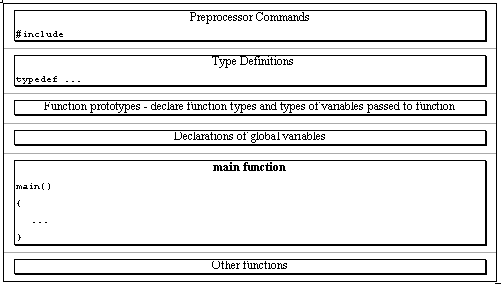 Preprocessor Commands
#include
Type Definitions
typedef ...
Function prototypes - declare function types and types of variables passed to function
Declarations of global variables
main function
main()
{
...
}
Other functions